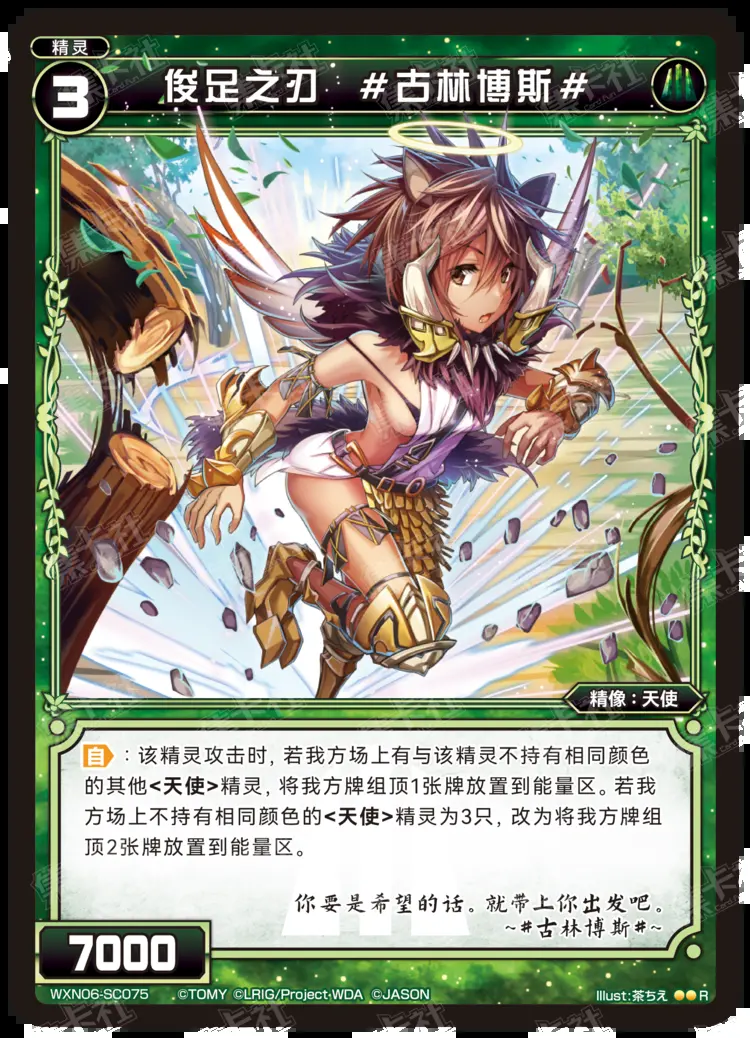 精灵
3
俊足之刃 #古林博斯#
精像：天使
自：该精灵攻击时，若我方场上有与该精灵不持有相同颜色
的其他<天使>精灵，将我方牌组顶1张牌放置到能量区。若我
方场上不持有相同颜色的<天使>精灵为3只，改为将我方牌组
顶2张牌放置到能量区。
你要是希望的话。就带上你出发吧。
~#古林博斯#~
7000
WXN06-SC075 ©TOMY ©LRIG/Project WDA ©JASON
Illust:茶ちえ R
集卡社